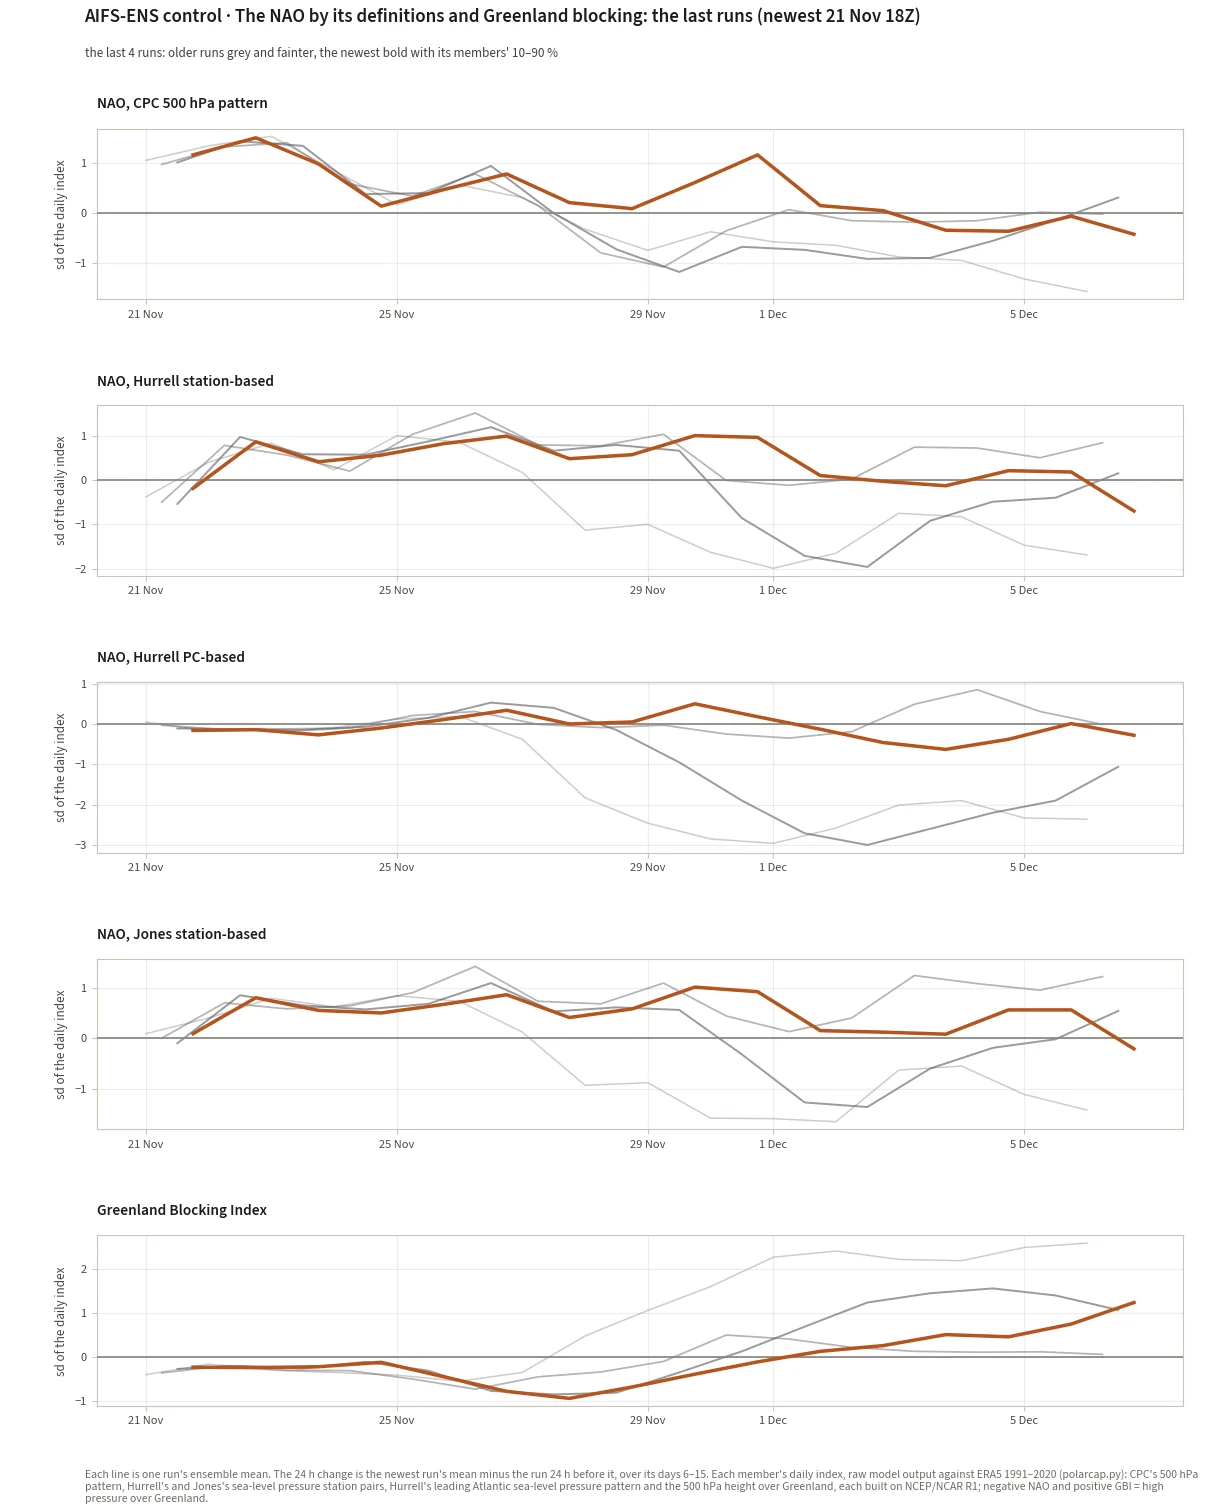 AIFS-ENS control · The NAO by its definitions and Greenland blocking: the last runs (newest 21 Nov 18Z)
the last 4 runs: older runs grey and fainter, the newest bold with its members' 10–90 %
NAO, CPC 500 hPa pattern
sd of the daily index
1
0
−1
21 Nov
25 Nov
29 Nov
1 Dec
5 Dec
NAO, Hurrell station-based
sd of the daily index
1
0
−1
−2
21 Nov
25 Nov
29 Nov
1 Dec
5 Dec
NAO, Hurrell PC-based
sd of the daily index
1
0
−1
−2
−3
21 Nov
25 Nov
29 Nov
1 Dec
5 Dec
NAO, Jones station-based
sd of the daily index
1
0
−1
21 Nov
25 Nov
29 Nov
1 Dec
5 Dec
Greenland Blocking Index
sd of the daily index
2
1
0
−1
21 Nov
25 Nov
29 Nov
1 Dec
5 Dec
Each line is one run's ensemble mean. The 24 h change is the newest run's mean minus the run 24 h before it, over its days 6–15. Each member's daily index, raw model output against ERA5 1991–2020 (polarcap.py): CPC's 500 hPa
pattern, Hurrell's and Jones's sea-level pressure station pairs, Hurrell's leading Atlantic sea-level pressure pattern and the 500 hPa height over Greenland, each built on NCEP/NCAR R1; negative NAO and positive GBI = high
pressure over Greenland.